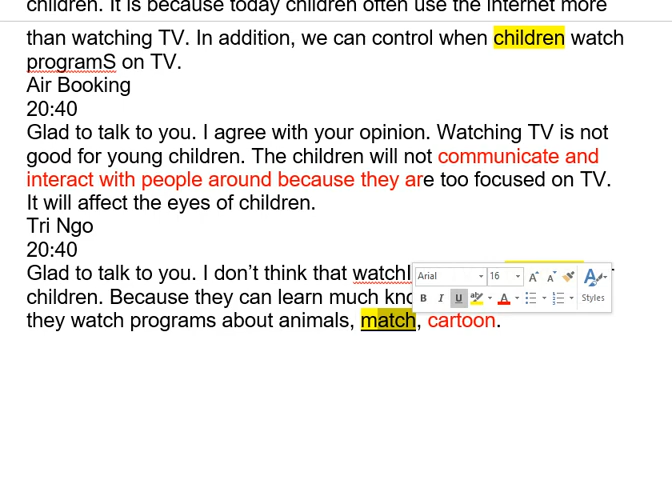 children. It is because today children often use the internet more
than watching TV. In addition, we can control when children watch
programS on TV.
Air Booking
20:40
Glad to talk to you. I agree with your opinion. Watching TV is not
good for young children. The children will not communicate and
interact with people around because they are too focused on TV.
It will affect the eyes of children.
Tri Ngo
20:40
Glad to talk to you. I don't think that watchI
children. Because they can learn much kno
they watch programs about animals, match, cartoon.
Arial 16 A A
B I U ab A Styles